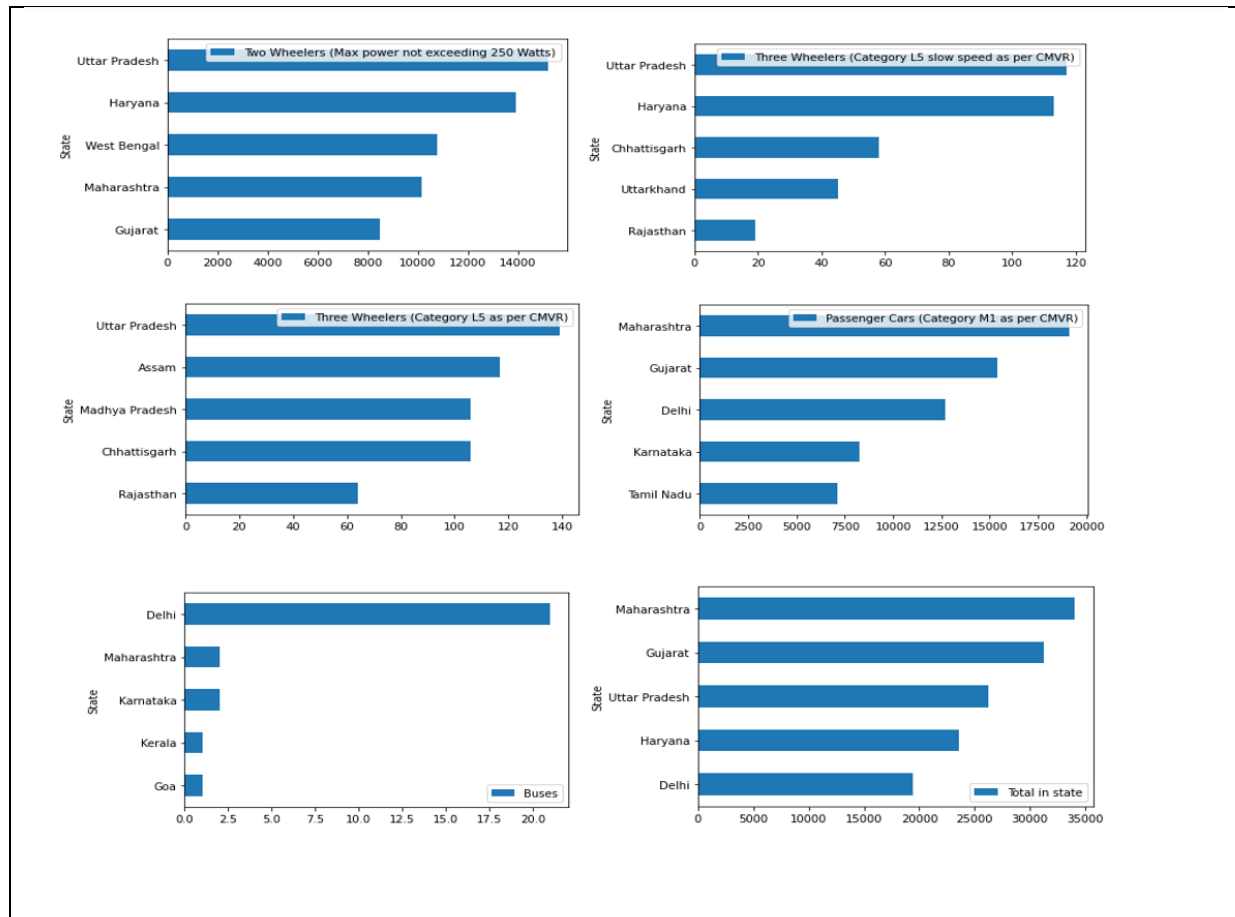 Two Wheelers (Max power not exceeding 250 Watts)
Uttar Pradesh
Haryana
West Bengal
Maharashtra
Gujarat
State
0 2000 4000 6000 8000 10000 12000 14000
Three Wheelers (Category L5 slow speed as per CMVR)
Uttar Pradesh
Haryana
Chhattisgarh
Uttarkhand
Rajasthan
State
0 20 40 60 80 100 120
Three Wheelers (Category L5 as per CMVR)
Uttar Pradesh
Assam
Madhya Pradesh
Chhattisgarh
Rajasthan
State
0 20 40 60 80 100 120 140
Passenger Cars (Category M1 as per CMVR)
Maharashtra
Gujarat
Delhi
Karnataka
Tamil Nadu
State
0 2500 5000 7500 10000 12500 15000 17500 20000
Delhi
Maharashtra
Karnataka
Kerala
Goa
State
Buses
0.0 2.5 5.0 7.5 10.0 12.5 15.0 17.5 20.0
Maharashtra
Gujarat
Uttar Pradesh
Haryana
Delhi
State
Total in state
0 5000 10000 15000 20000 25000 30000 35000